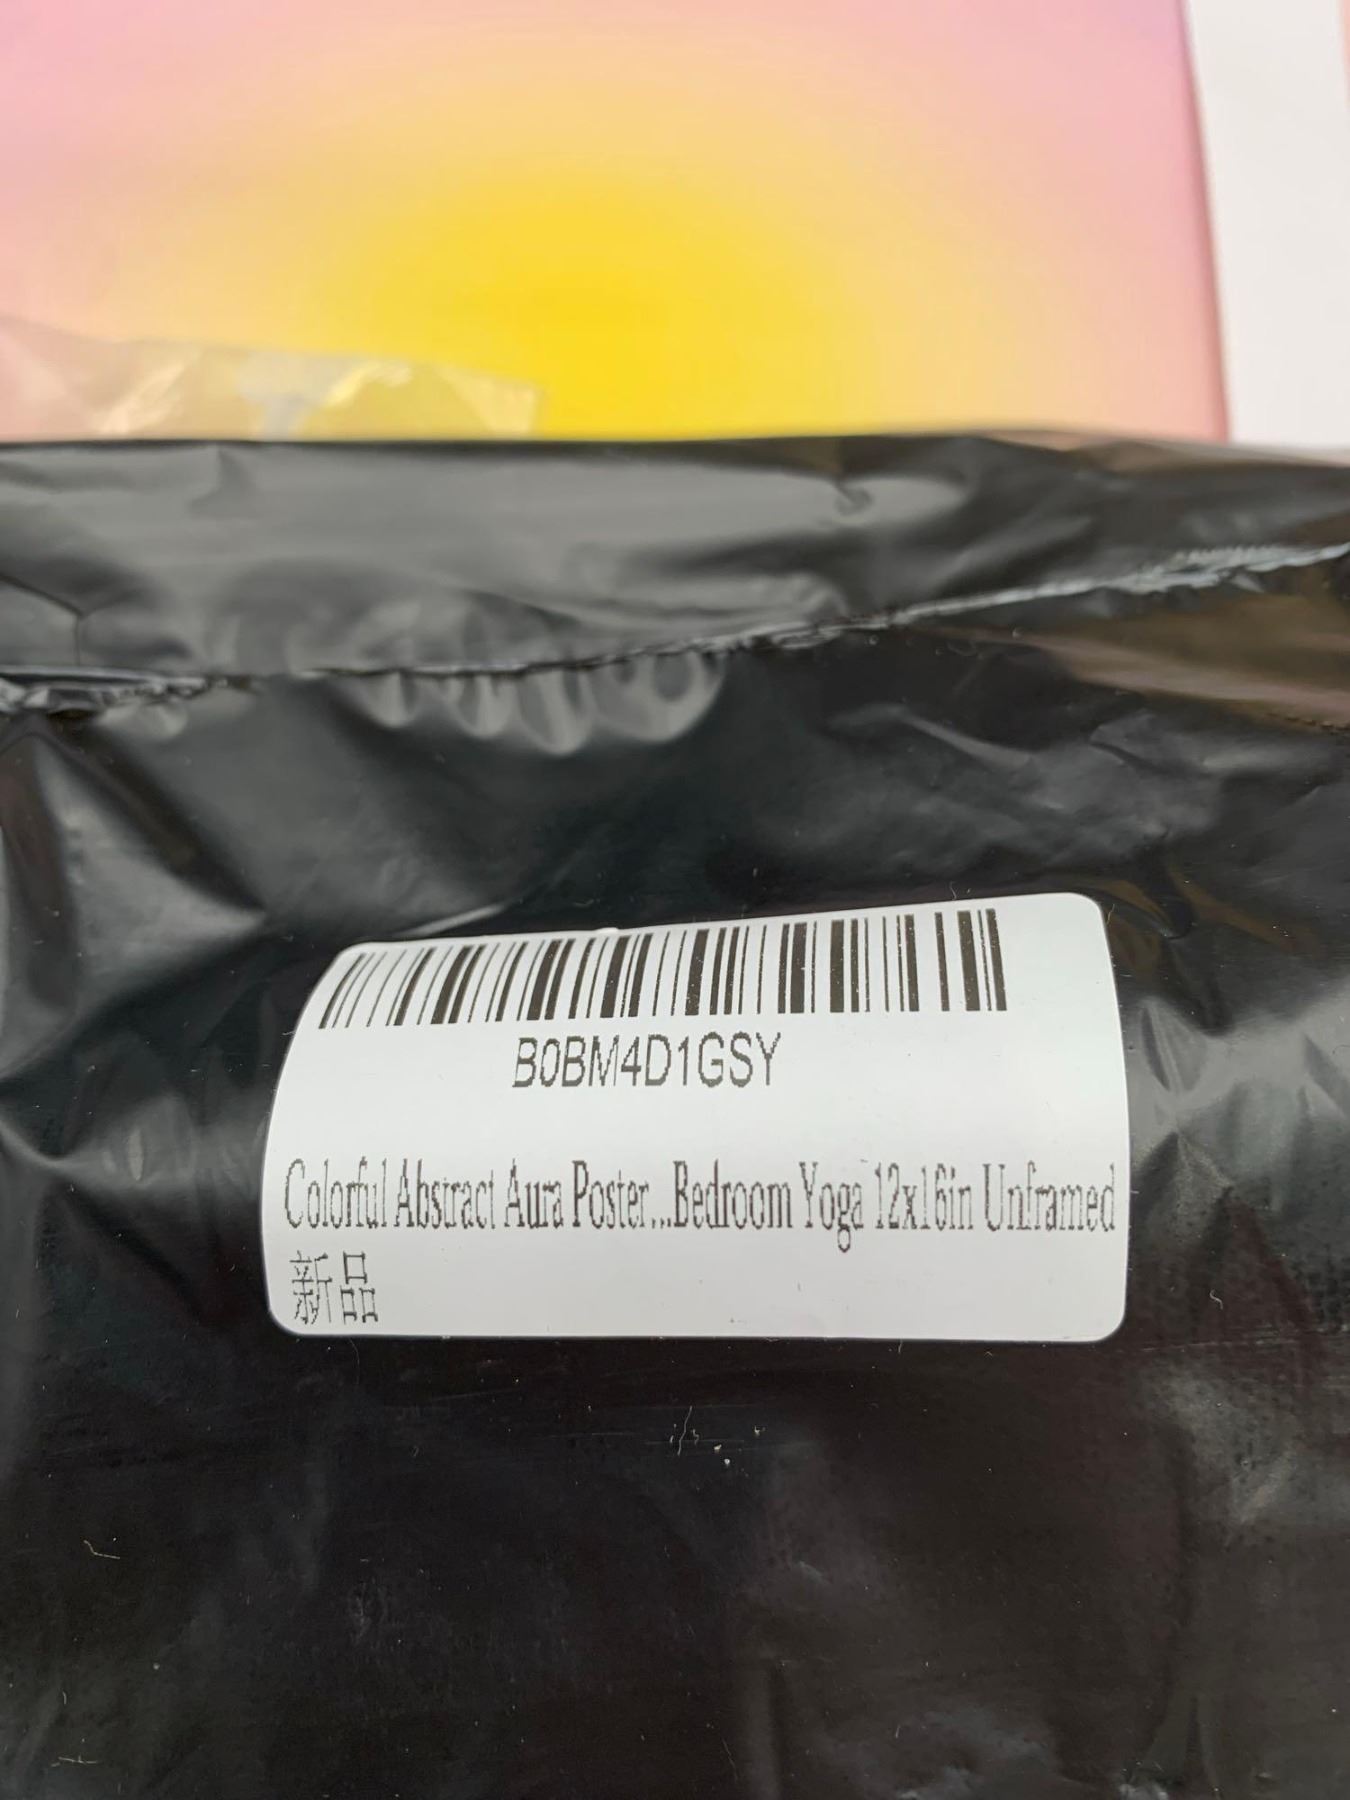 B0BM4D1GSY
Colorful Abstract Aura Poster...Bedroom Yoga 12x16in Unframed
新品